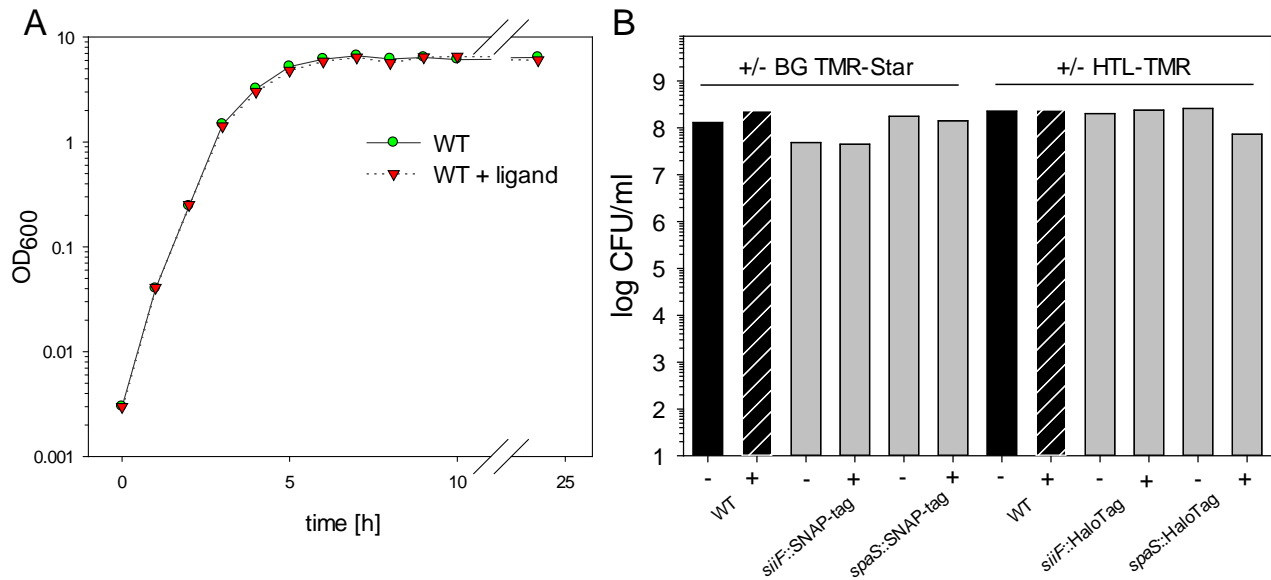 A
10
1
0.1
0.01
0.001
OD600
0
5
10
25
time [h]
WT
WT + ligand
B
+/- BG TMR-Star
+/- HTL-TMR
9
8
7
6
5
4
3
2
1
log CFU/ml
- + - + - + - + - + - +
WT
siiF::SNAP-tag
spaS::SNAP-tag
WT
siiF::HaloTag
spaS::HaloTag